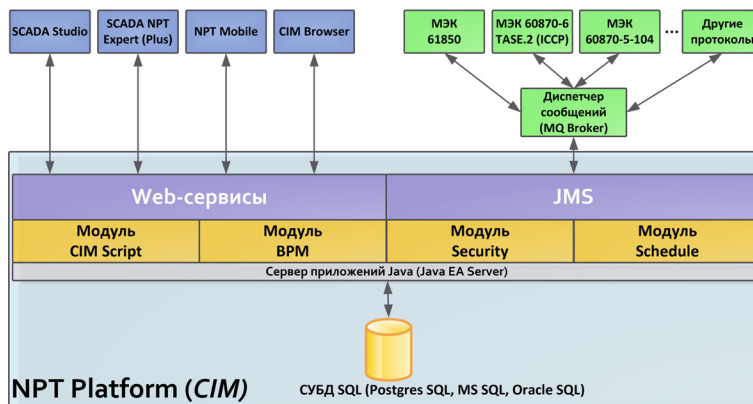 SCADA Studio
SCADA NPT
Expert (Plus)
NPT Mobile
CIM Browser
МЭК
61850
МЭК 60870-6
TASE.2 (ICCP)
МЭК
60870-5-104
...
Другие
протоколы
Диспетчер
сообщений
(MQ Broker)
Web-сервисы
JMS
Модуль
CIM Script
Модуль
BPM
Модуль
Security
Модуль
Schedule
Сервер приложений Java (Java EA Server)
NPT Platform (CIM)
СУБД SQL (Postgres SQL, MS SQL, Oracle SQL)